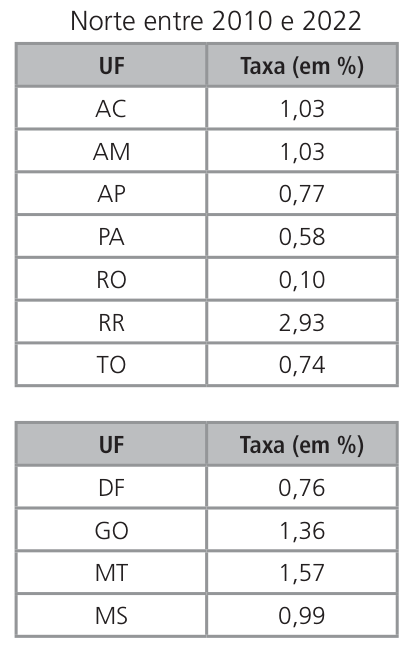 Norte entre 2010 e 2022
UF Taxa (em %)
AC 1,03
AM 1,03
AP 0,77
PA 0,58
RO 0,10
RR 2,93
TO 0,74
UF Taxa (em %)
DF 0,76
GO 1,36
MT 1,57
MS 0,99